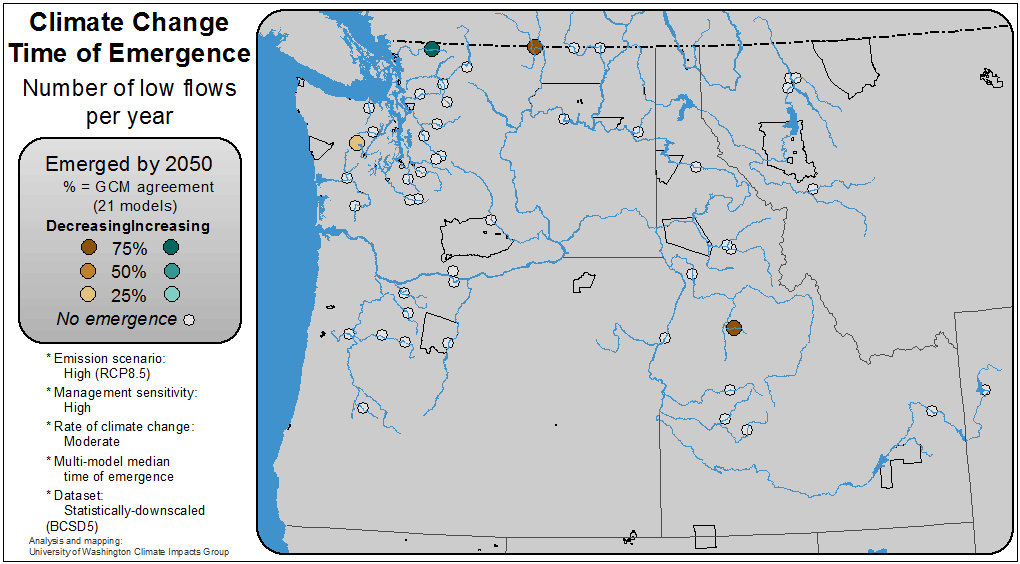 Climate Change
Time of Emergence
Number of low flows
per year
Emerged by 2050
% = GCM agreement
(21 models)
DecreasingIncreasing
75%
50%
25%
No emergence
* Emission scenario:
High (RCP8.5)
* Management sensitivity:
High
* Rate of climate change:
Moderate
* Multi-model median
time of emergence
* Dataset:
Statistically-downscaled
(BCSD5)
Analysis and mapping:
University of Washington Climate Impacts Group